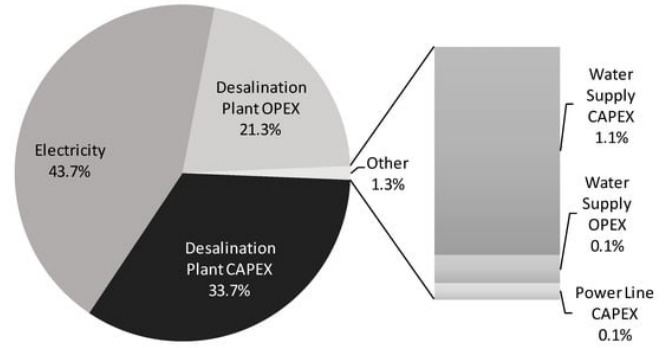 Desalination
Plant OPEX
21.3%
Electricity
43.7%
Other
1.3%
Desalination
Plant CAPEX
33.7%
Water
Supply
CAPEX
1.1%
Water
Supply
OPEX
0.1%
Power Line
CAPEX
0.1%